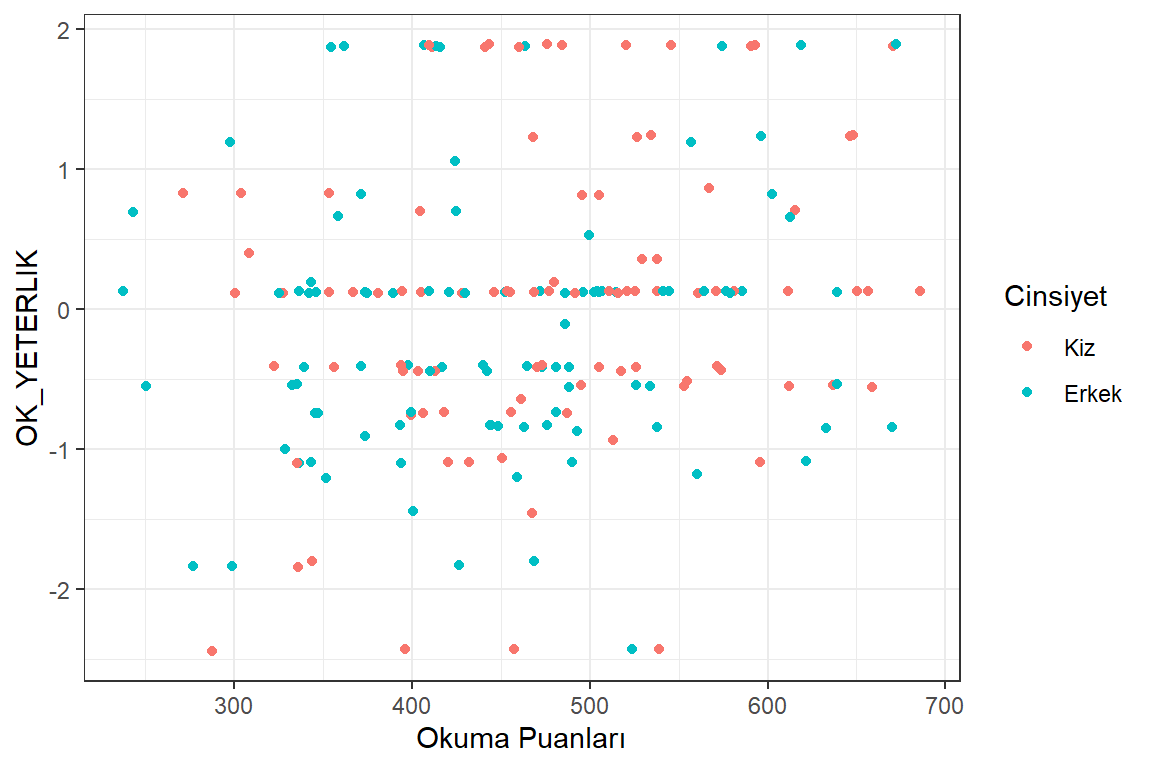 2
1
0
-1
-2
OK_YETERLIK
300 400 500 600 700
Okuma Puanları
Cinsiyet
Kiz
Erkek